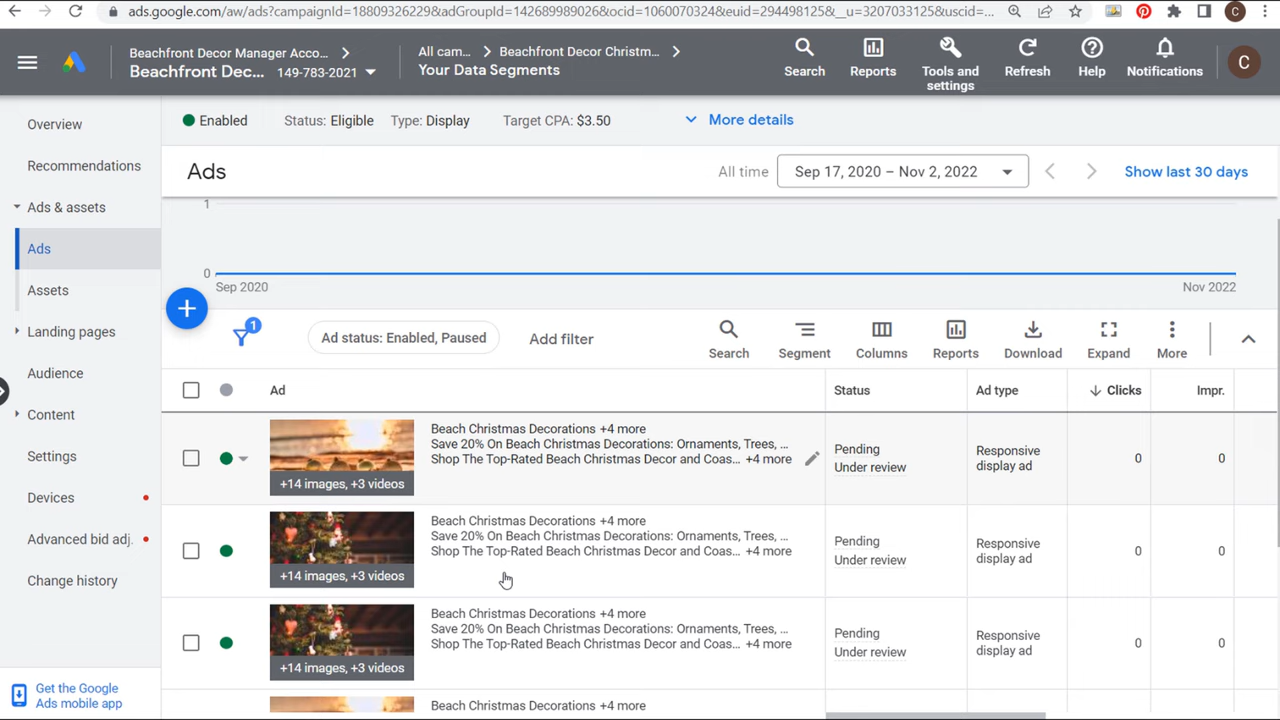 ads.google.com/aw/ads?campaignId=18809326229&adGroupId=142689989026&ocid=1060070324&euid=294498125&__u=3207033125&uscid=...
C
Beachfront Decor Manager Acco...
Beachfront Dec... 149-783-2021
All cam...
Beachfront Decor Christm...
Your Data Segments
Search
Reports
Tools and settings
Refresh
Help
Notifications
C
Overview
Recommendations
Ads & assets
Ads
Assets
Landing pages
Audience
Content
Settings
Devices
Advanced bid adj.
Change history
Get the Google
Ads mobile app
Enabled Status: Eligible Type: Display Target CPA: $3.50 More details
Ads
All time Sep 17, 2020 – Nov 2, 2022 Show last 30 days
1
0
Sep 2020 Nov 2022
1
Ad status: Enabled, Paused
Add filter
Search
Segment
Columns
Reports
Download
Expand
More
Ad Status Ad type Clicks Impr.
Beach Christmas Decorations +4 more
Save 20% On Beach Christmas Decorations: Ornaments, Trees, ...
Shop The Top-Rated Beach Christmas Decor and Coas... +4 more
+14 images, +3 videos
Pending
Under review
Responsive
display ad
0 0
Beach Christmas Decorations +4 more
Save 20% On Beach Christmas Decorations: Ornaments, Trees, ...
Shop The Top-Rated Beach Christmas Decor and Coas... +4 more
+14 images, +3 videos
Pending
Under review
Responsive
display ad
0 0
Beach Christmas Decorations +4 more
Save 20% On Beach Christmas Decorations: Ornaments, Trees, ...
Shop The Top-Rated Beach Christmas Decor and Coas... +4 more
+14 images, +3 videos
Pending
Under review
Responsive
display ad
0 0
Beach Christmas Decorations +4 more